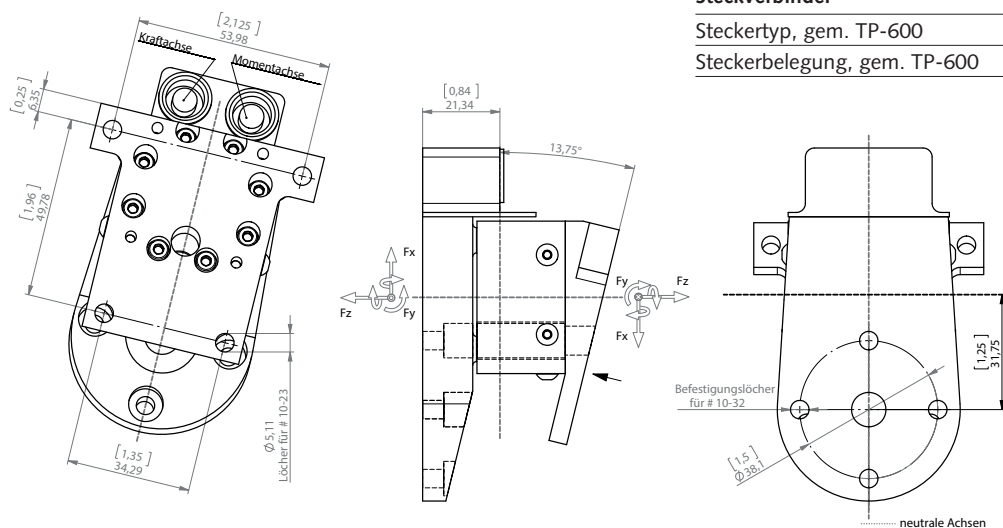 Steckverbinder
Steckertyp, gem. TP-600
Steckerbelegung, gem. TP-600
[ 2,125 ]
53,98
Kraftachse
Momentachse
[ 0,25 ]
6,35
[ 1,96 ]
49,78
[ 1,35 ]
34,29
Ø 5,11
Löcher für # 10-23
[ 0,84 ]
21,34
13,75°
Fx
Fz
Fy
Fy
Fz
Fx
Befestigungslöcher
für # 10-32
[ 1,5 ]
Ø 38,1
[ 1,25 ]
31,75
neutrale Achsen